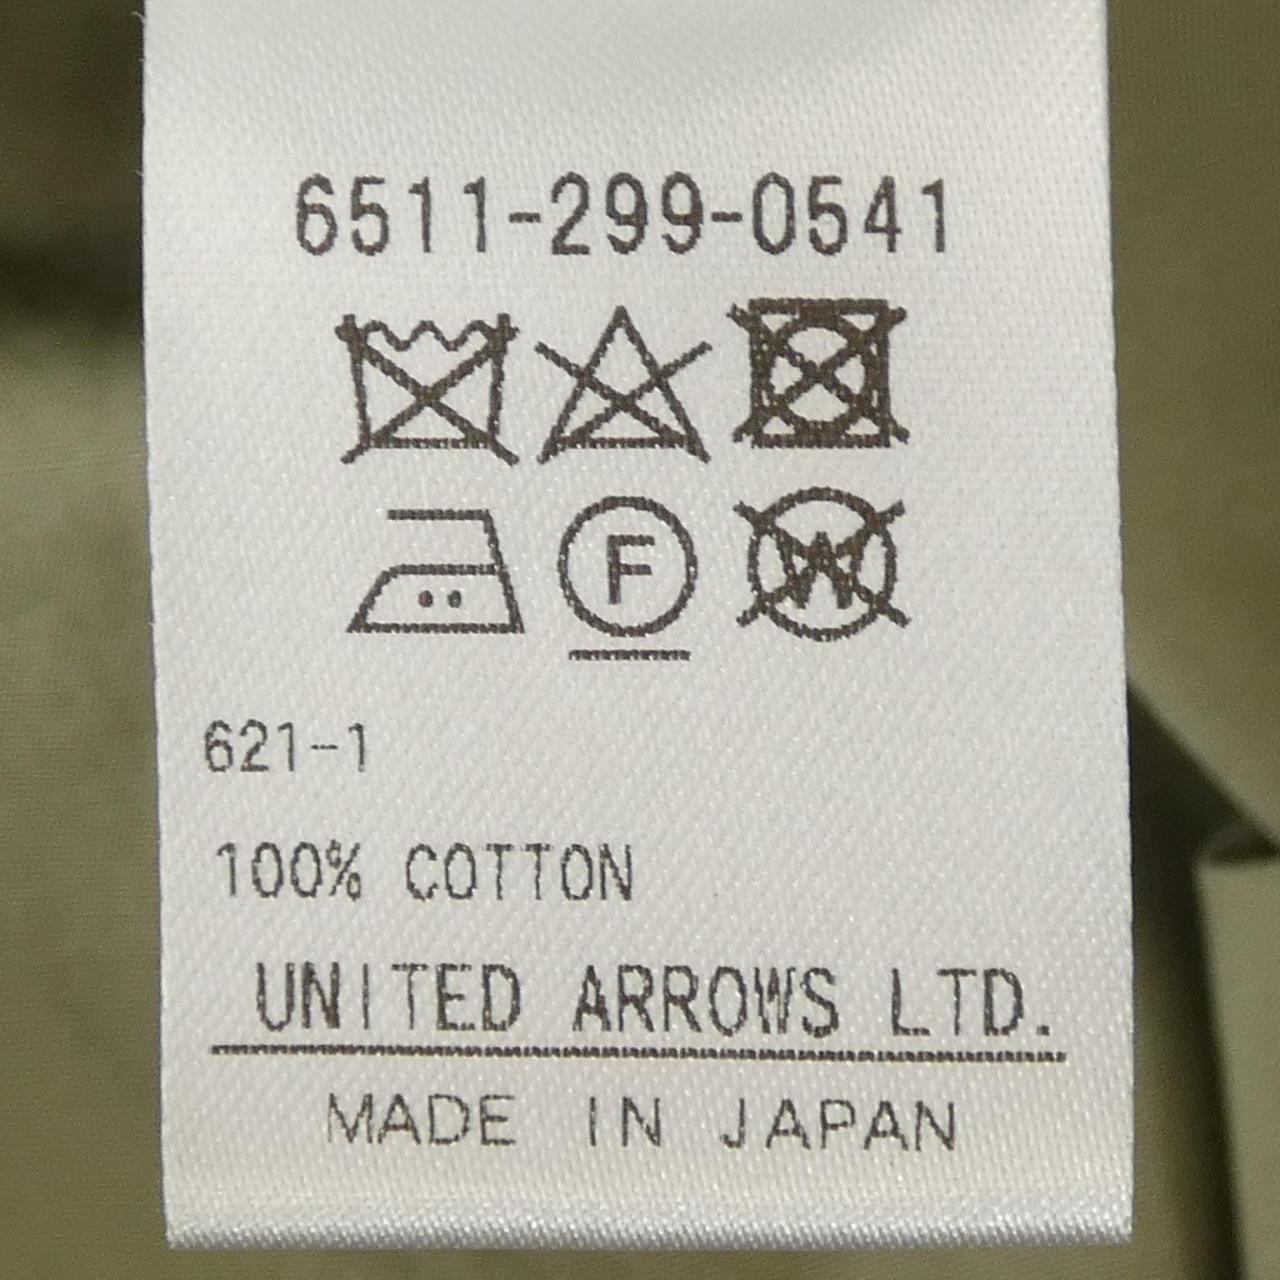 6511-299-0541
F W
621-1
100% COTTON
UNITED ARROWS LTD.
MADE IN JAPAN